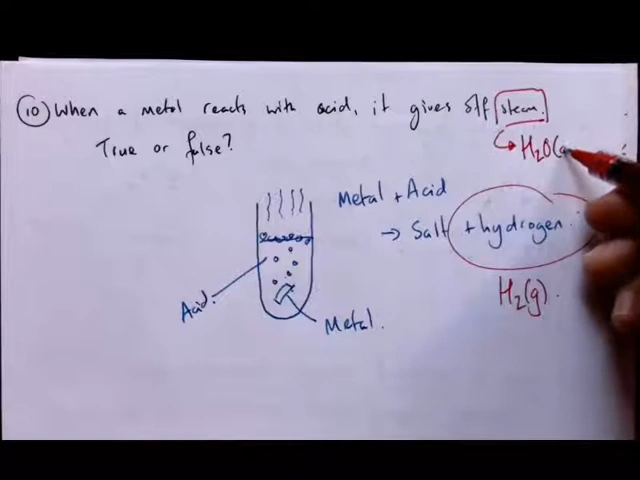 10 When a metal reacts with acid, it gives off steam.
True or false?
H2O(g
Metal + Acid
→ Salt + hydrogen
H2(g).
Acid.
Metal.